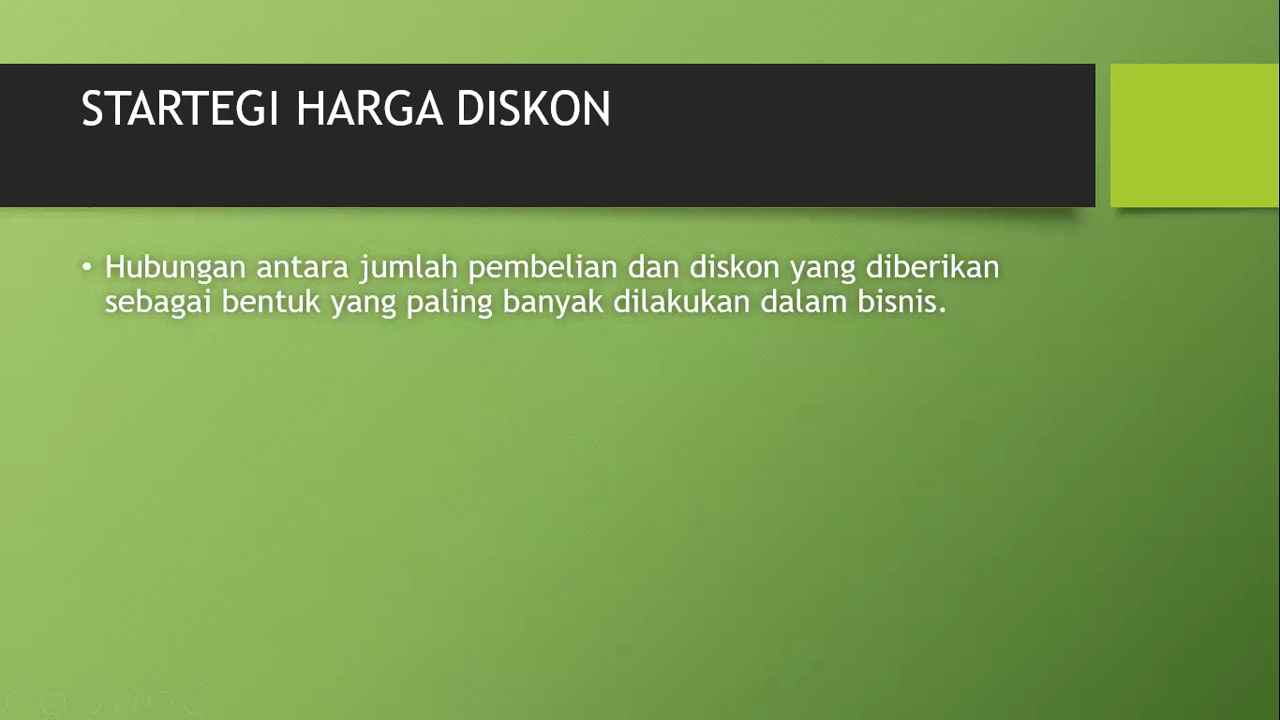 STARTEGI HARGA DISKON
• Hubungan antara jumlah pembelian dan diskon yang diberikan
sebagai bentuk yang paling banyak dilakukan dalam bisnis.